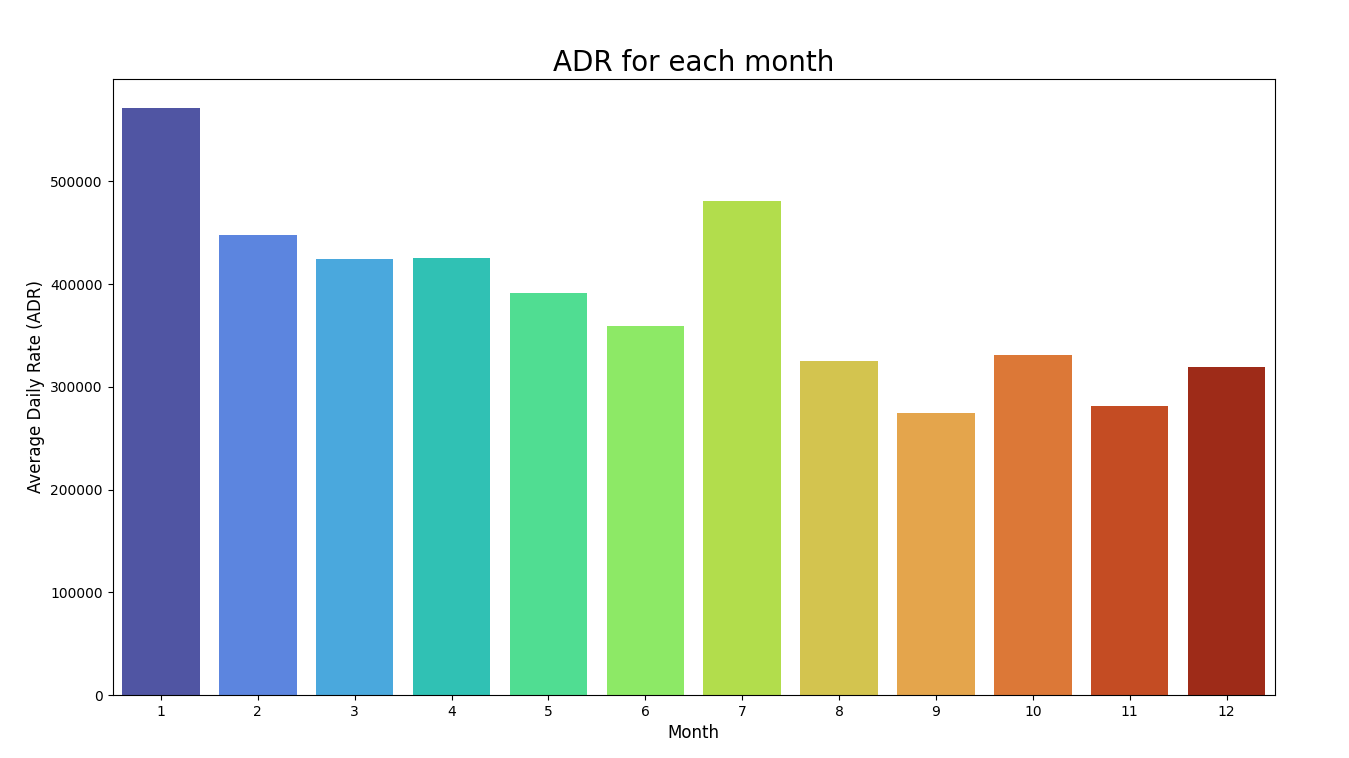 ADR for each month
500000
400000
300000
200000
100000
0
Average Daily Rate (ADR)
1 2 3 4 5 6 7 8 9 10 11 12
Month